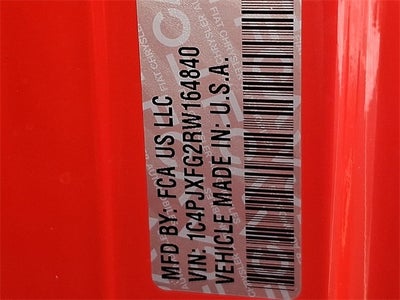 MFD BY: FCA US LLC
VIN: 1C4PJXFG2RW164840
VEHICLE MADE IN: U.S.A.